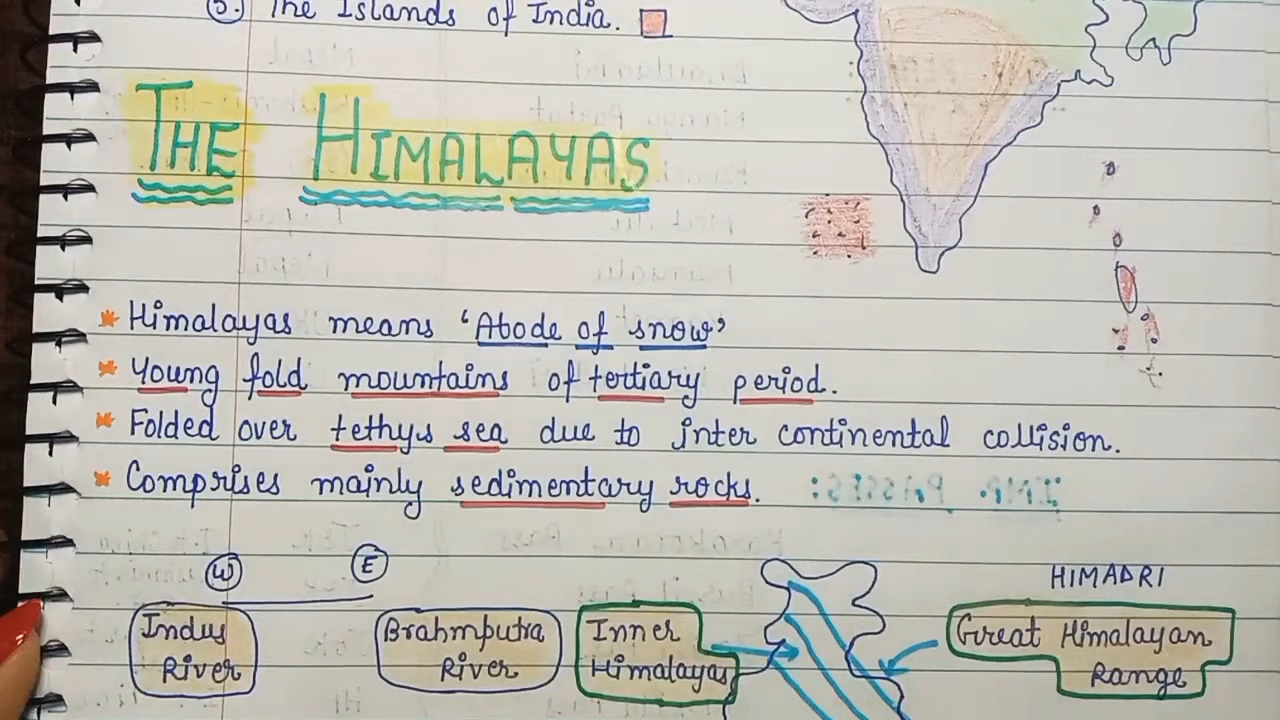 5. The Islands of India.
THE HIMALAYAS
Himalayas means 'Abode of snow'
Young fold mountains of tertiary period.
Folded over tethys sea due to inter continental collision.
Comprises mainly sedimentary rocks.
W E
HIMADRI
Indus River
Brahmputra River
Inner Himalayas
Great Himalayan Range